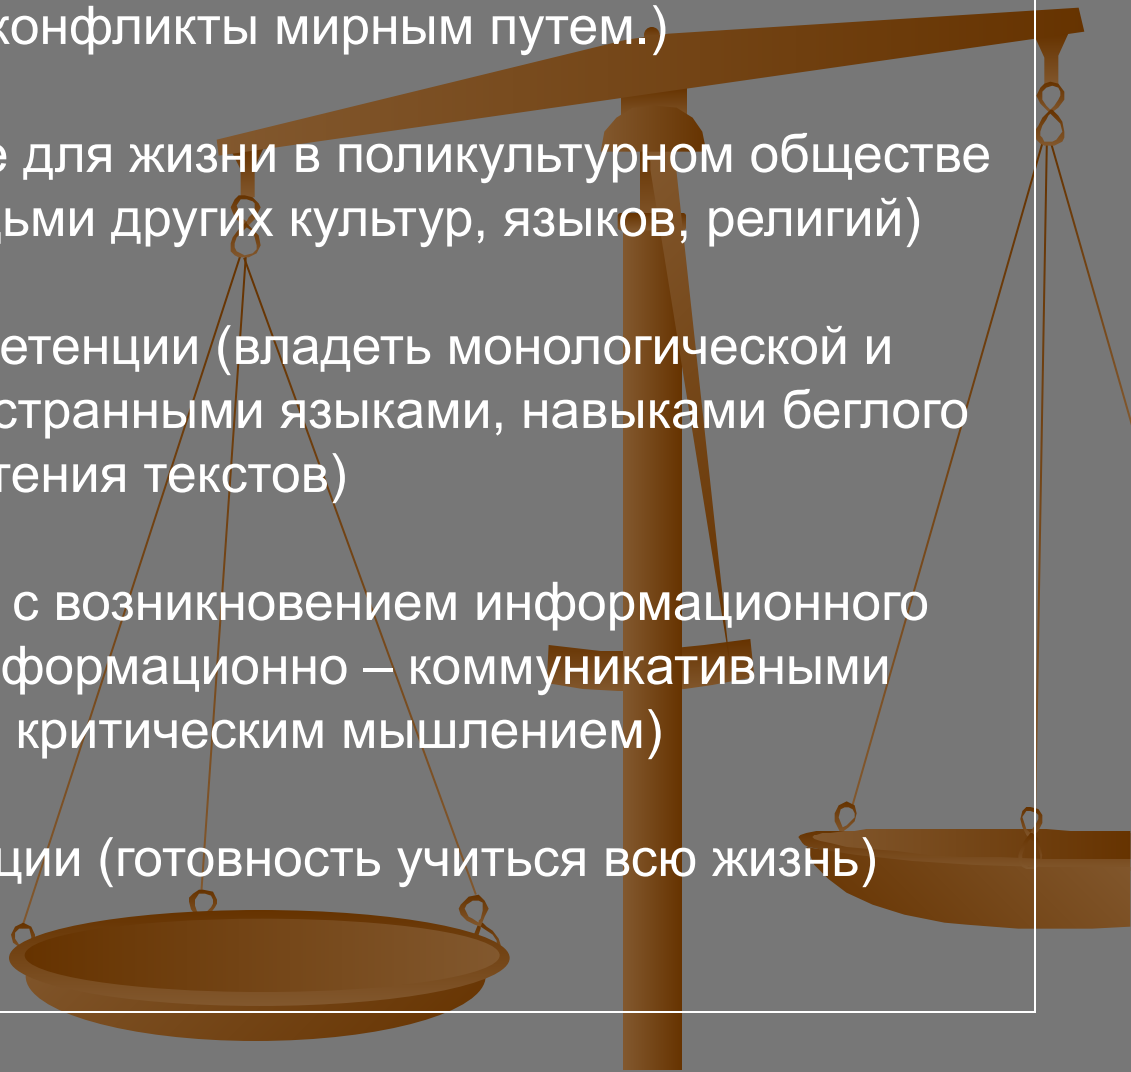 конфликты мирным путем.)
е для жизни в поликультурном обществе
дьми других культур, языков, религий)
етенции (владеть монологической и
странными языками, навыками беглого
тения текстов)
с возникновением информационного
формационно – коммуникативными
критическим мышлением)
ции (готовность учиться всю жизнь)